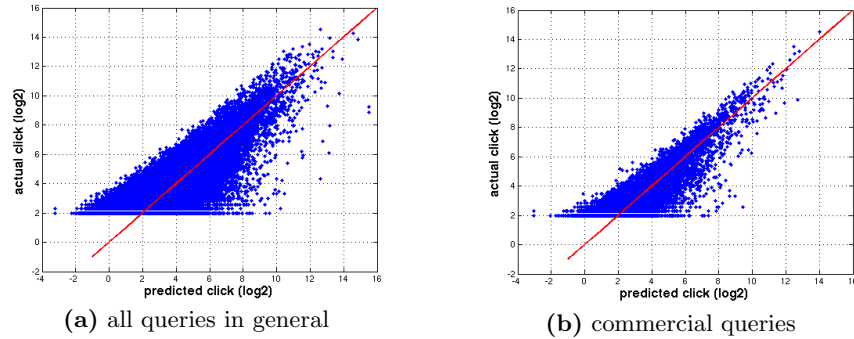 16
14
12
10
8
6
4
2
0
-2
actual click (log2)
-4 -2 0 2 4 6 8 10 12 14 16
predicted click (log2)
(a) all queries in general
16
14
12
10
8
6
4
2
0
-2
actual click (log2)
-4 -2 0 2 4 6 8 10 12 14 16
predicted click (log2)
(b) commercial queries